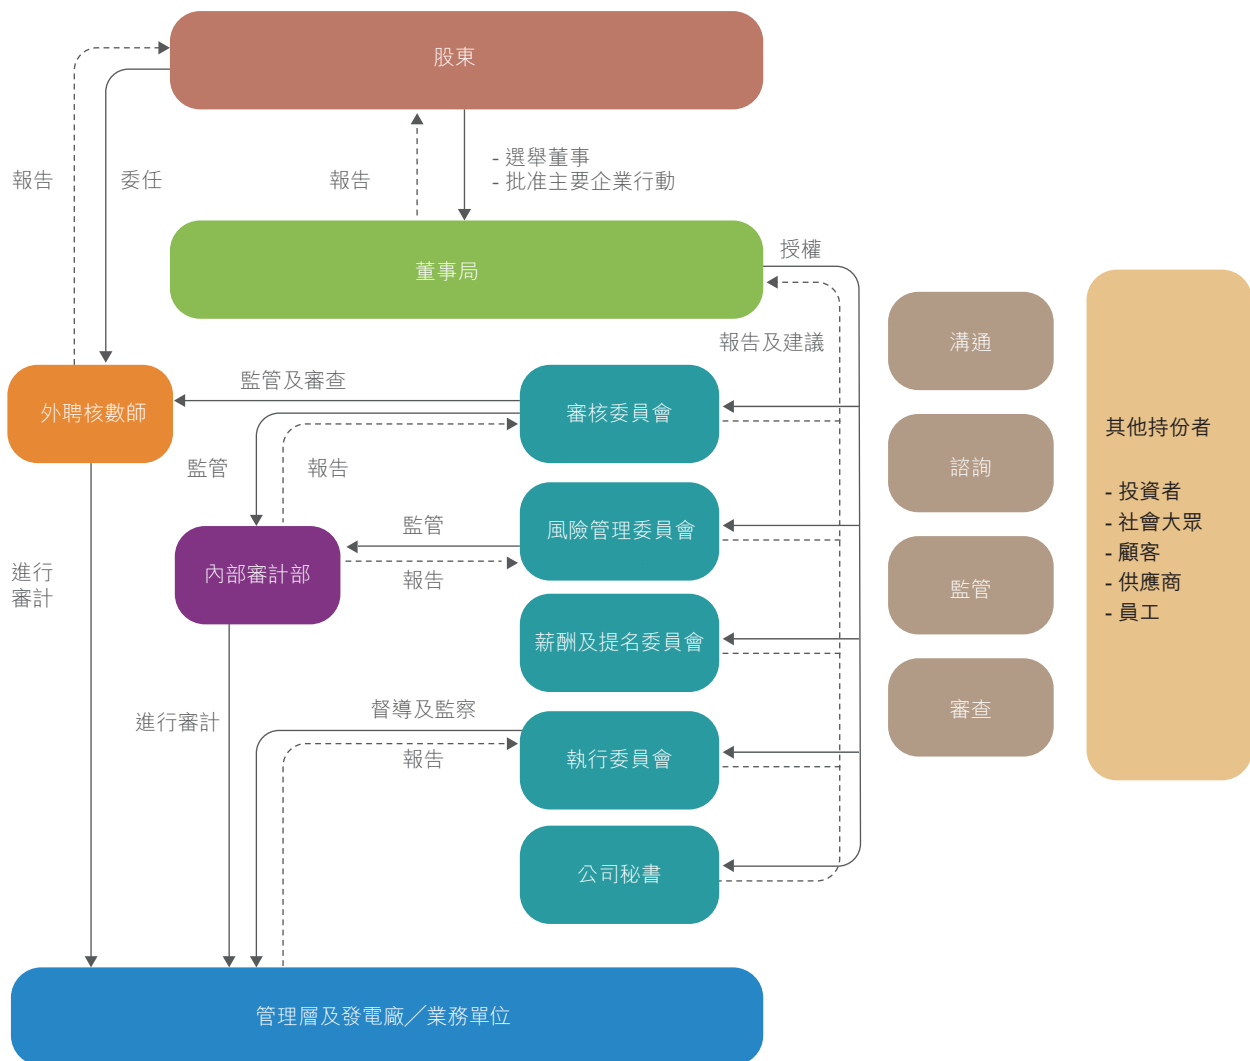 股東
報告
委任
報告
- 選舉董事
- 批准主要企業行動
董事局
授權
報告及建議
溝通
外聘核數師
監管及審查
審核委員會
其他持份者
- 投資者
- 社會大眾
- 顧客
- 供應商
- 員工
監管
報告
諮詢
內部審計部
監管
報告
風險管理委員會
進行
審計
監管
薪酬及提名委員會
進行審計
督導及監察
報告
執行委員會
審查
公司秘書
管理層及發電廠／業務單位